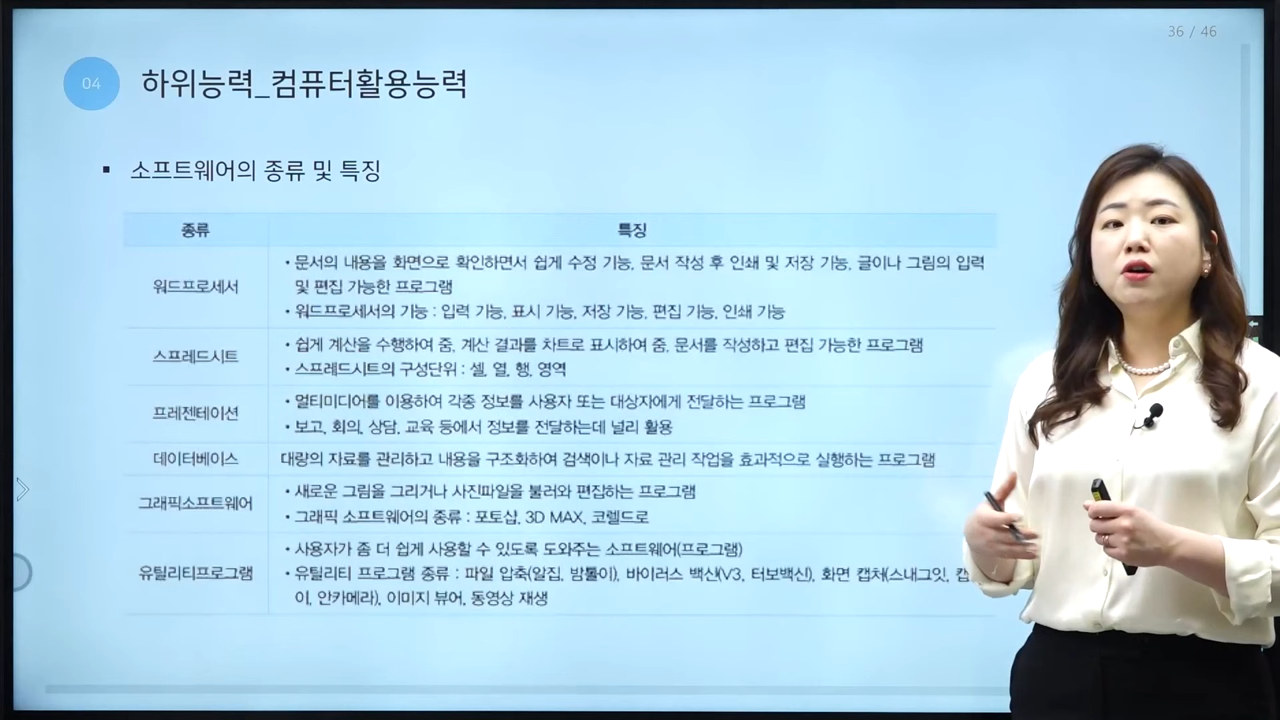 36 / 46
04
하위능력_컴퓨터활용능력
▪ 소프트웨어의 종류 및 특징
종류
특징
워드프로세서
• 문서의 내용을 화면으로 확인하면서 쉽게 수정 기능, 문서 작성 후 인쇄 및 저장 기능, 글이나 그림의 입력
및 편집 가능한 프로그램
• 워드프로세서의 기능 : 입력 기능, 표시 기능, 저장 기능, 편집 기능, 인쇄 기능
스프레드시트
• 쉽게 계산을 수행하여 줌, 계산 결과를 차트로 표시하여 줌, 문서를 작성하고 편집 가능한 프로그램
• 스프레드시트의 구성단위 : 셀, 열, 행, 영역
프레젠테이션
• 멀티미디어를 이용하여 각종 정보를 사용자 또는 대상자에게 전달하는 프로그램
• 보고, 회의, 상담, 교육 등에서 정보를 전달하는데 널리 활용
데이터베이스
대량의 자료를 관리하고 내용을 구조화하여 검색이나 자료 관리 작업을 효과적으로 실행하는 프로그램
그래픽소프트웨어
• 새로운 그림을 그리거나 사진파일을 불러와 편집하는 프로그램
• 그래픽 소프트웨어의 종류 : 포토샵, 3D MAX, 코렐드로
유틸리티프로그램
• 사용자가 좀 더 쉽게 사용할 수 있도록 도와주는 소프트웨어(프로그램)
• 유틸리티 프로그램 종류 : 파일 압축(알집, 밤톨이), 바이러스 백신(V3, 터보백신), 화면 캡처(스내그잇,
이, 안카메라), 이미지 뷰어, 동영상 재생